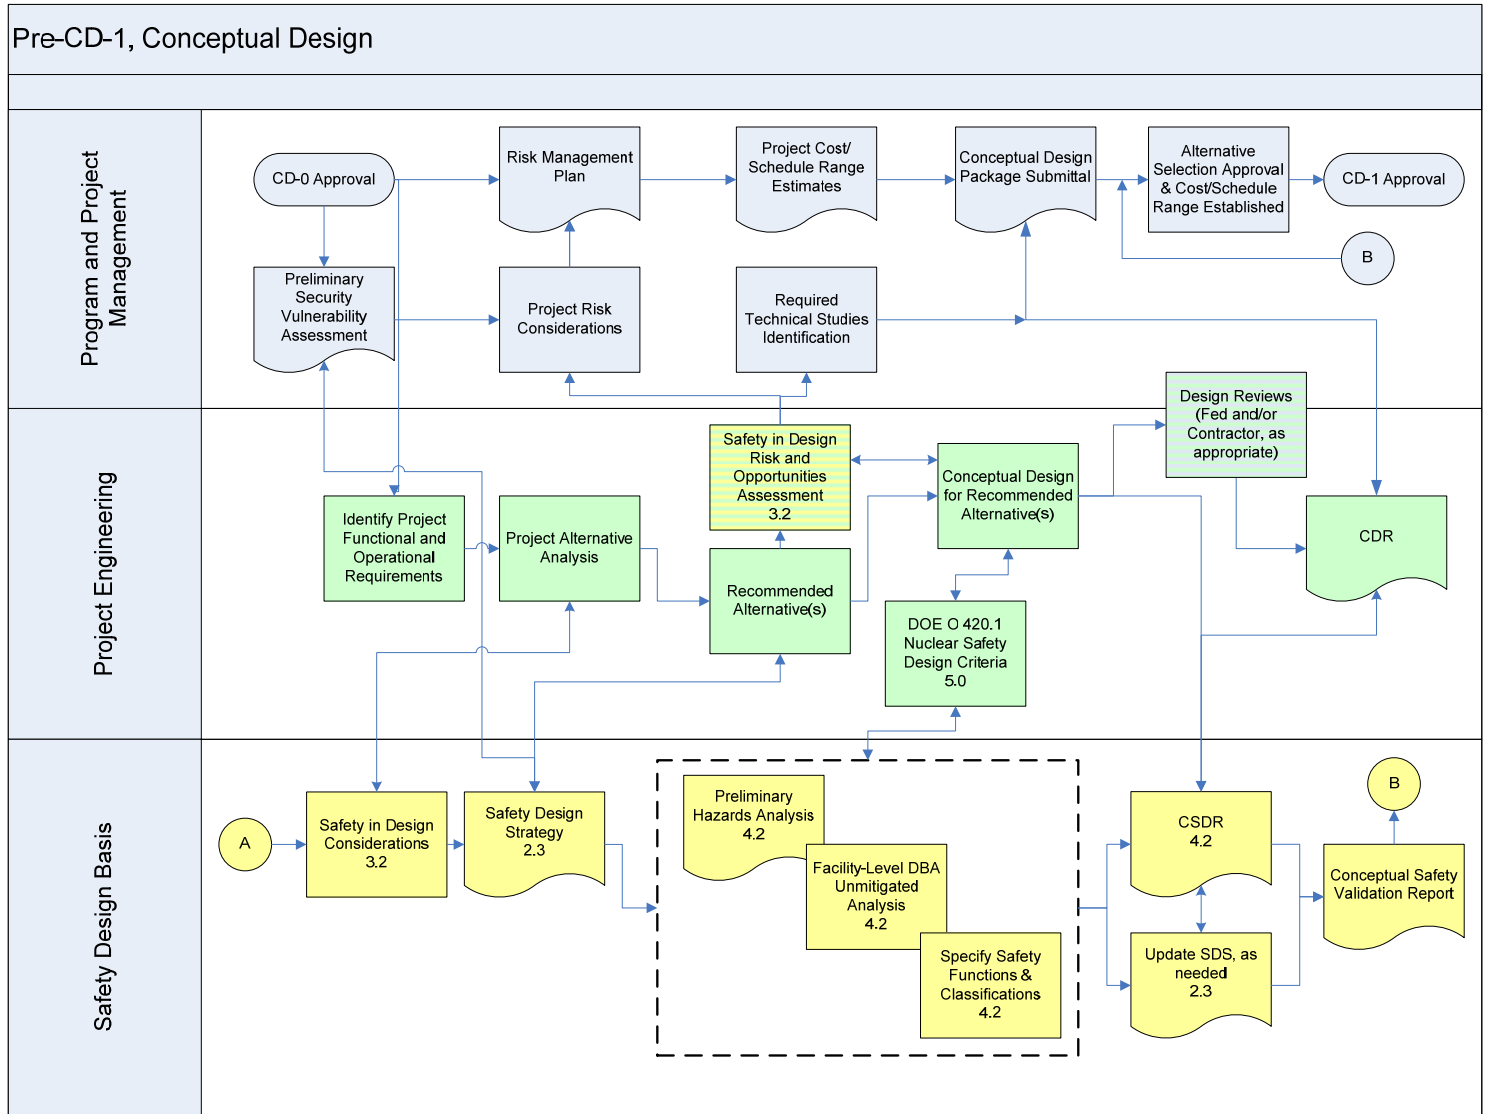 Pre-CD-1, Conceptual Design
Program and Project
Management
CD-0 Approval
Risk Management
Plan
Project Cost/
Schedule Range
Estimates
Conceptual Design
Package Submittal
Alternative
Selection Approval
& Cost/Schedule
Range Established
CD-1 Approval
B
Preliminary
Security
Vulnerability
Assessment
Project Risk
Considerations
Required
Technical Studies
Identification
Project Engineering
Design Reviews
(Fed and/or
Contractor, as
appropriate)
Safety in Design
Risk and
Opportunities
Assessment
3.2
Conceptual Design
for Recommended
Alternative(s)
Identify Project
Functional and
Operational
Requirements
Project Alternative
Analysis
CDR
Recommended
Alternative(s)
DOE O 420.1
Nuclear Safety
Design Criteria
5.0
Safety Design Basis
A
Safety in Design
Considerations
3.2
Safety Design
Strategy
2.3
Preliminary
Hazards Analysis
4.2
Facility-Level DBA
Unmitigated
Analysis
4.2
Specify Safety
Functions &
Classifications
4.2
CSDR
4.2
Update SDS, as
needed
2.3
B
Conceptual Safety
Validation Report